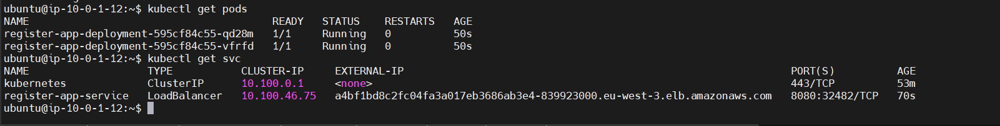 ubuntu@ip-10-0-1-12:~$ kubectl get pods
NAME READY STATUS RESTARTS AGE
register-app-deployment-595cf84c55-qd28m 1/1 Running 0 50s
register-app-deployment-595cf84c55-vfrfd 1/1 Running 0 50s
ubuntu@ip-10-0-1-12:~$ kubectl get svc
NAME TYPE CLUSTER-IP EXTERNAL-IP PORT(S) AGE
kubernetes ClusterIP 10.100.0.1 <none> 443/TCP 53m
register-app-service LoadBalancer 10.100.46.75 a4bf1bd8c2fc04fa3a017eb3686ab3e4-839923000.eu-west-3.elb.amazonaws.com 8080:32482/TCP 70s
ubuntu@ip-10-0-1-12:~$